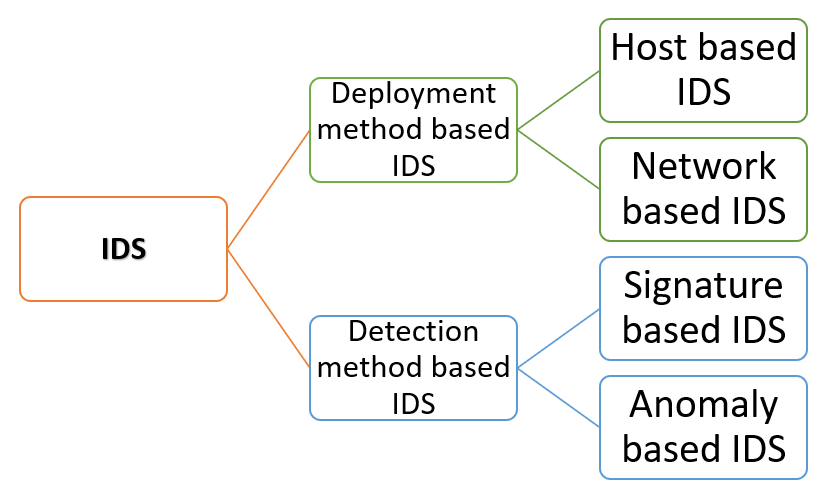 IDS
Deployment
method based
IDS
Host based
IDS
Network
based IDS
Detection
method based
IDS
Signature
based IDS
Anomaly
based IDS